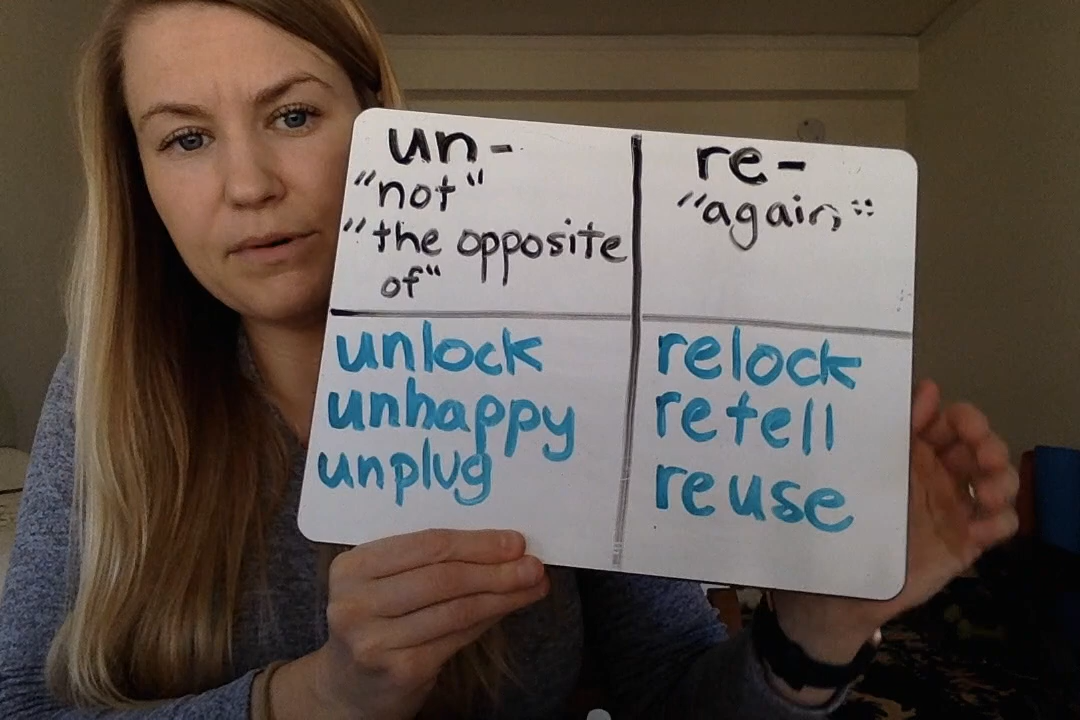 un-
"not"
"the opposite
of"
unlock
unhappy
unplug
re-
"again"
relock
retell
reuse